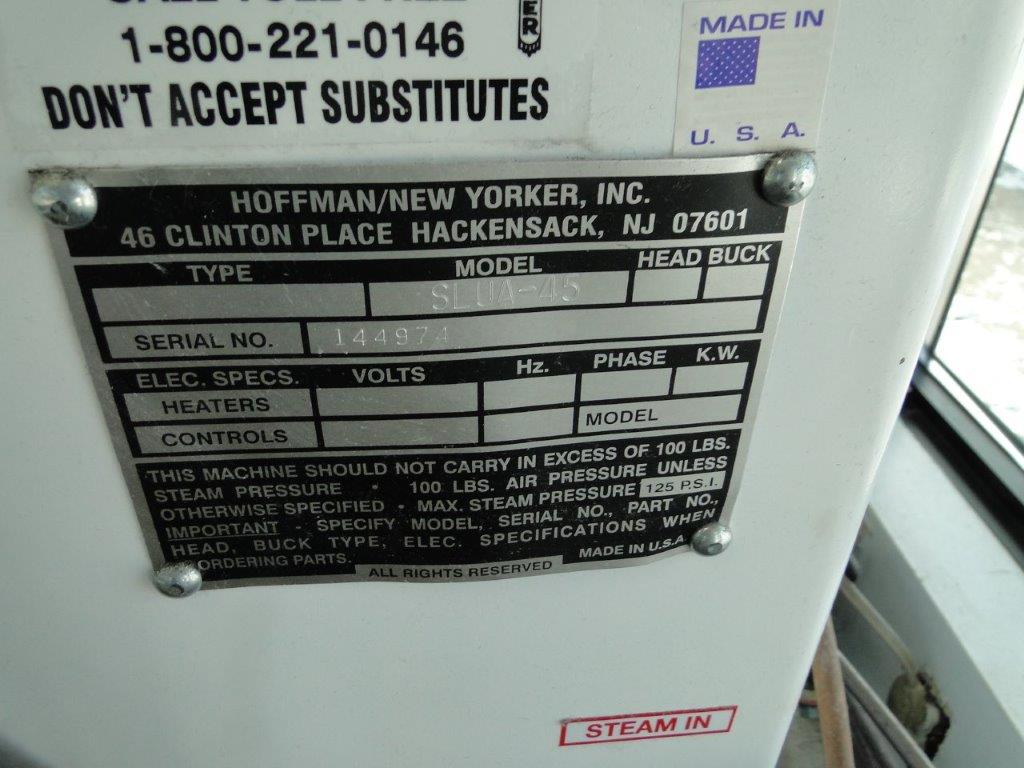 1-800-221-0146
DON'T ACCEPT SUBSTITUTES
MADE IN
U. S. A.
HOFFMAN/NEW YORKER, INC.
46 CLINTON PLACE HACKENSACK, NJ 07601
TYPE MODEL HEAD BUCK
SLUA-45
SERIAL NO. 144974
ELEC. SPECS. VOLTS Hz. PHASE K.W.
HEATERS
CONTROLS MODEL
THIS MACHINE SHOULD NOT CARRY IN EXCESS OF 100 LBS.
STEAM PRESSURE • 100 LBS. AIR PRESSURE UNLESS
OTHERWISE SPECIFIED • MAX. STEAM PRESSURE 125 P.S.I.
IMPORTANT - SPECIFY MODEL, SERIAL NO., PART NO.,
HEAD, BUCK TYPE, ELEC. SPECIFICATIONS WHEN
ORDERING PARTS. MADE IN U.S.A.
ALL RIGHTS RESERVED
STEAM IN